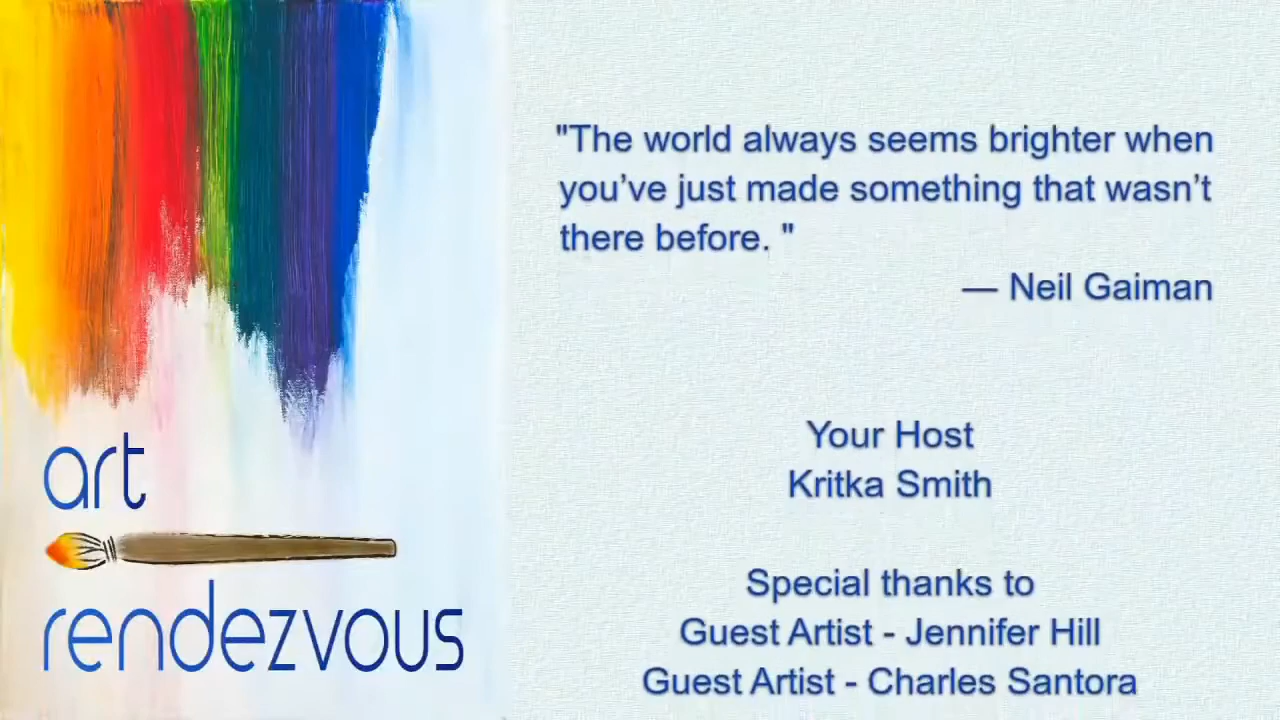 "The world always seems brighter when
you’ve just made something that wasn’t
there before. "
— Neil Gaiman
Your Host
Kritka Smith
Special thanks to
Guest Artist - Jennifer Hill
Guest Artist - Charles Santora
art
rendezvous